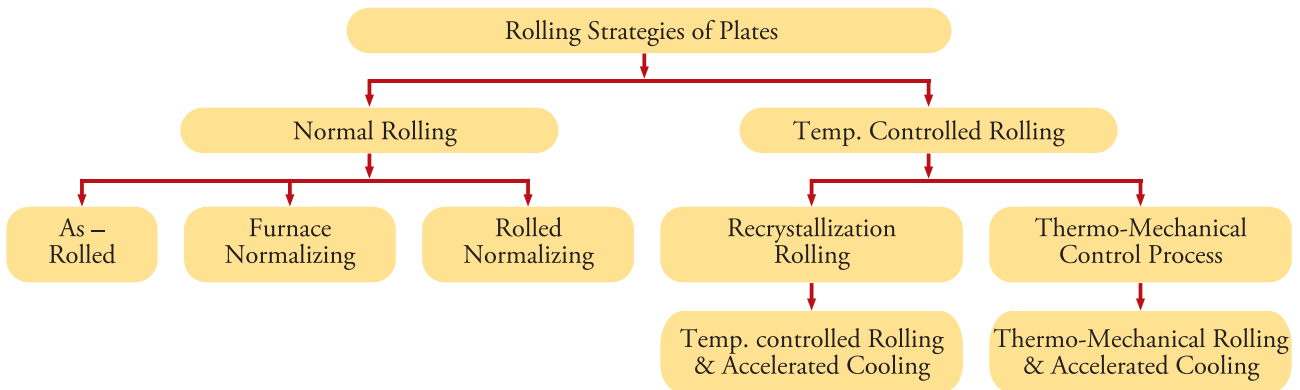 Rolling Strategies of Plates
Normal Rolling
Temp. Controlled Rolling
As –
Rolled
Furnace
Normalizing
Rolled
Normalizing
Recrystallization
Rolling
Thermo-Mechanical
Control Process
Temp. controlled Rolling
& Accelerated Cooling
Thermo-Mechanical Rolling
& Accelerated Cooling